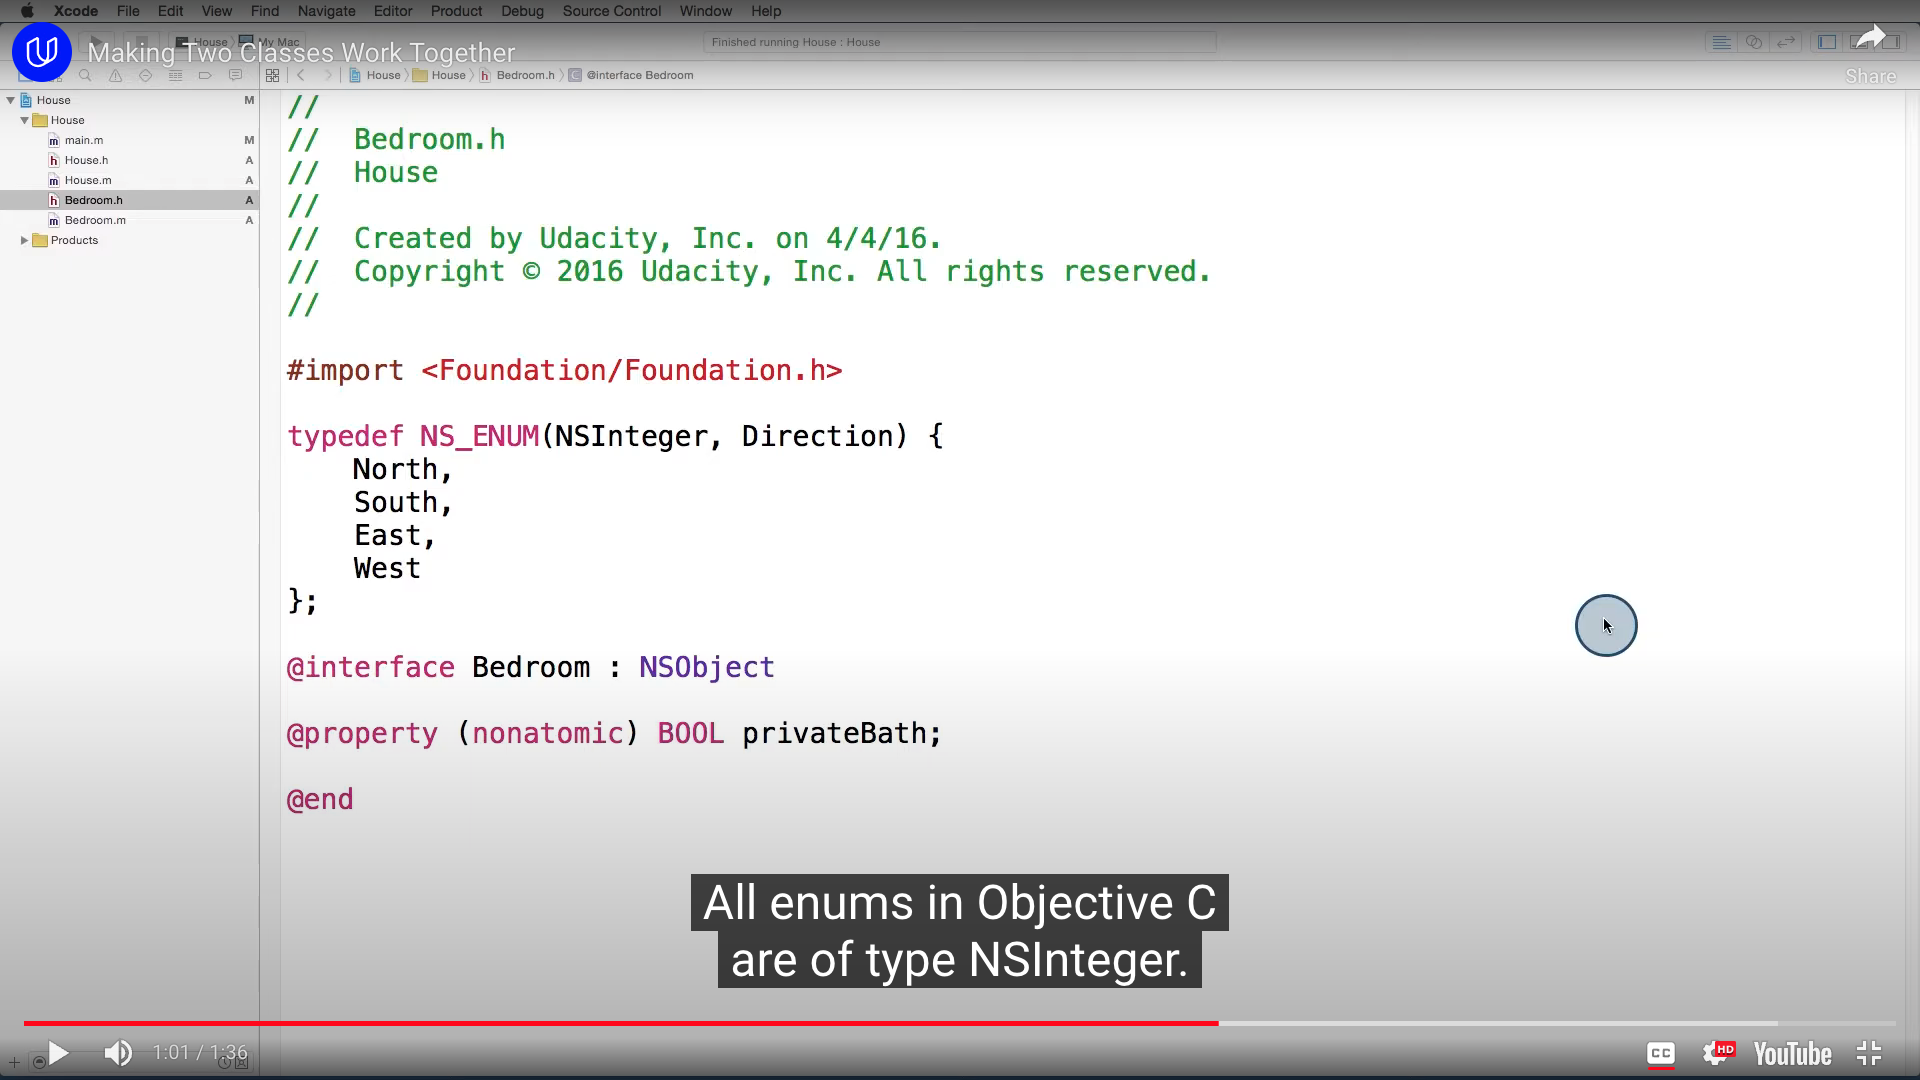 Xcode File Edit View Find Navigate Editor Product Debug Source Control Window Help
House My Mac
Finished running House : House
Making Two Classes Work Together
Share
House House Bedroom.h @interface Bedroom
House M
House
main.m M
House.h A
House.m A
Bedroom.h A
Bedroom.m A
Products
//
// Bedroom.h
// House
//
// Created by Udacity, Inc. on 4/4/16.
// Copyright © 2016 Udacity, Inc. All rights reserved.
//
#import <Foundation/Foundation.h>
typedef NS_ENUM(NSInteger, Direction) {
North,
South,
East,
West
};
@interface Bedroom : NSObject
@property (nonatomic) BOOL privateBath;
@end
All enums in Objective C
are of type NSInteger.
1:01 / 1:36
CC HD YouTube